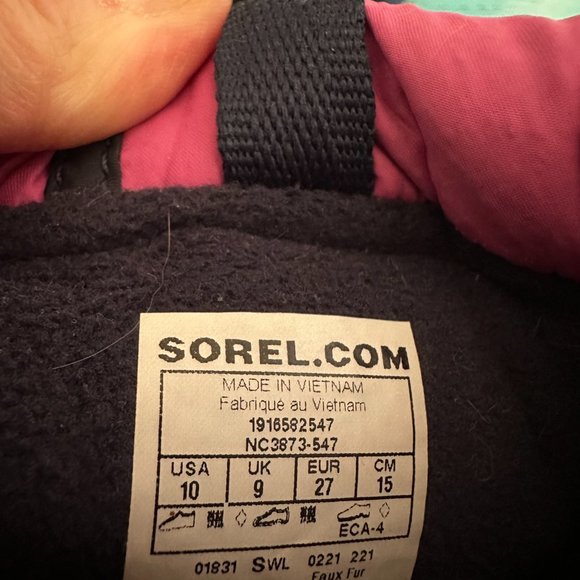 SOREL.COM
MADE IN VIETNAM
Fabriqué au Vietnam
1916582547
NC3873-547
USA UK EUR CM
10 9 27 15
ECA-4
01831 SWL 0221 221
Faux Fur